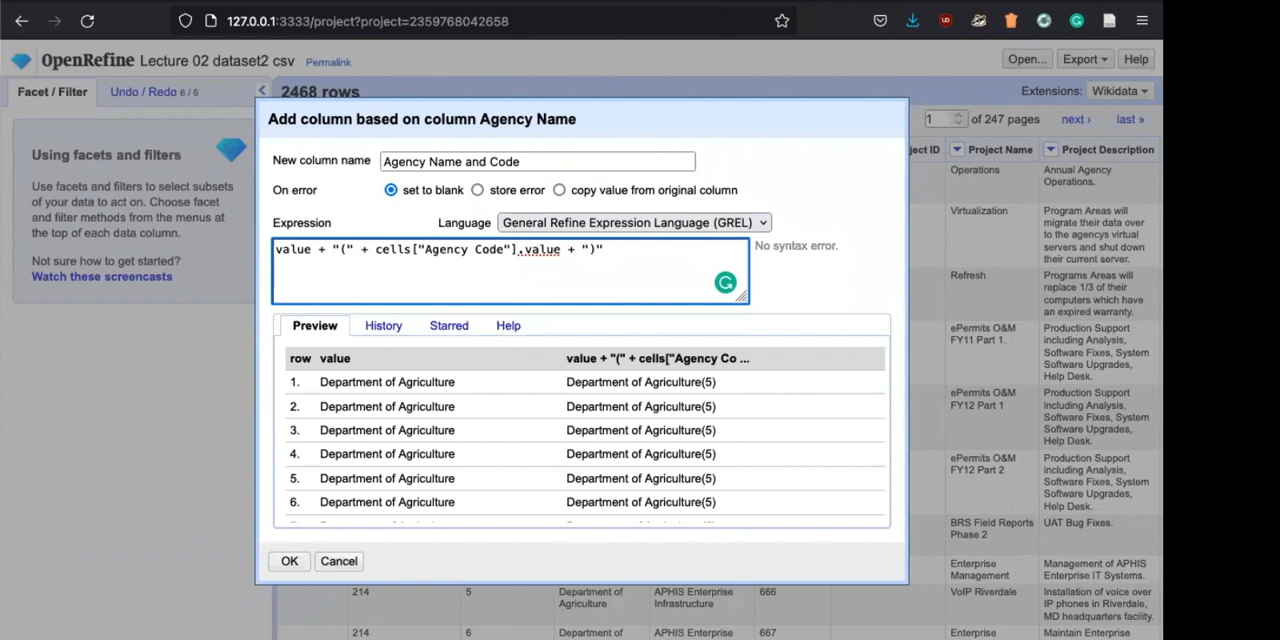 127.0.0.1:3333/project?project=2359768042658
OpenRefine Lecture 02 dataset2 csv Permalink
Open... Export Help
Facet / Filter Undo / Redo 6 / 6
2468 rows
Extensions: Wikidata
1 of 247 pages next › last »
Using facets and filters
Use facets and filters to select subsets
of your data to act on. Choose facet
and filter methods from the menus at
the top of each data column.
Not sure how to get started?
Watch these screencasts
Add column based on column Agency Name
New column name Agency Name and Code
On error set to blank store error copy value from original column
Expression Language General Refine Expression Language (GREL)
value + "(" + cells["Agency Code"].value + ")"
No syntax error.
Preview History Starred Help
row value value + "(" + cells["Agency Co ...
1. Department of Agriculture Department of Agriculture(5)
2. Department of Agriculture Department of Agriculture(5)
3. Department of Agriculture Department of Agriculture(5)
4. Department of Agriculture Department of Agriculture(5)
5. Department of Agriculture Department of Agriculture(5)
6. Department of Agriculture Department of Agriculture(5)
OK Cancel
ject ID Project Name Project Description
Operations Annual Agency
Operations.
Virtualization Program Areas will
migrate their data over
to the agencys virtual
servers and shut down
their current server.
Refresh Programs Areas will
replace 1/3 of their
computers which have
an expired warranty.
ePermits O&M Production Support
FY11 Part 1. including Analysis,
Software Fixes, System
Software Upgrades,
Help Desk.
ePermits O&M Production Support
FY12 Part 1 including Analysis,
Software Fixes, System
Software Upgrades,
Help Desk.
ePermits O&M Production Support
FY12 Part 2 including Analysis,
Software Fixes, System
Software Upgrades,
Help Desk.
BRS Field Reports UAT Bug Fixes.
Phase 2
Enterprise Management of APHIS
Management Enterprise IT Systems.
214 5 Department of APHIS Enterprise 666 VoIP Riverdale Installation of voice over
Agriculture Infrastructure IP phones in Riverdale,
MD headquarters facility.
214 6 Department of APHIS Enterprise 667 Enterprise Maintain Enterprise